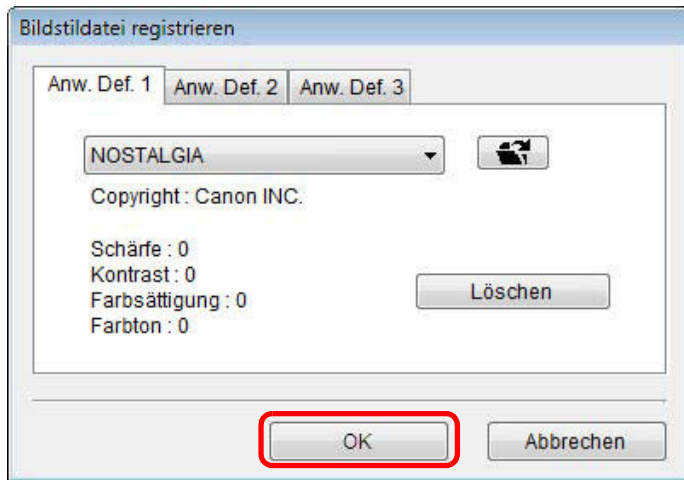 Bildstildatei registrieren
Anw. Def. 1 Anw. Def. 2 Anw. Def. 3
NOSTALGIA
Copyright : Canon INC.
Schärfe : 0
Kontrast : 0
Farbsättigung : 0
Farbton : 0
Löschen
OK Abbrechen